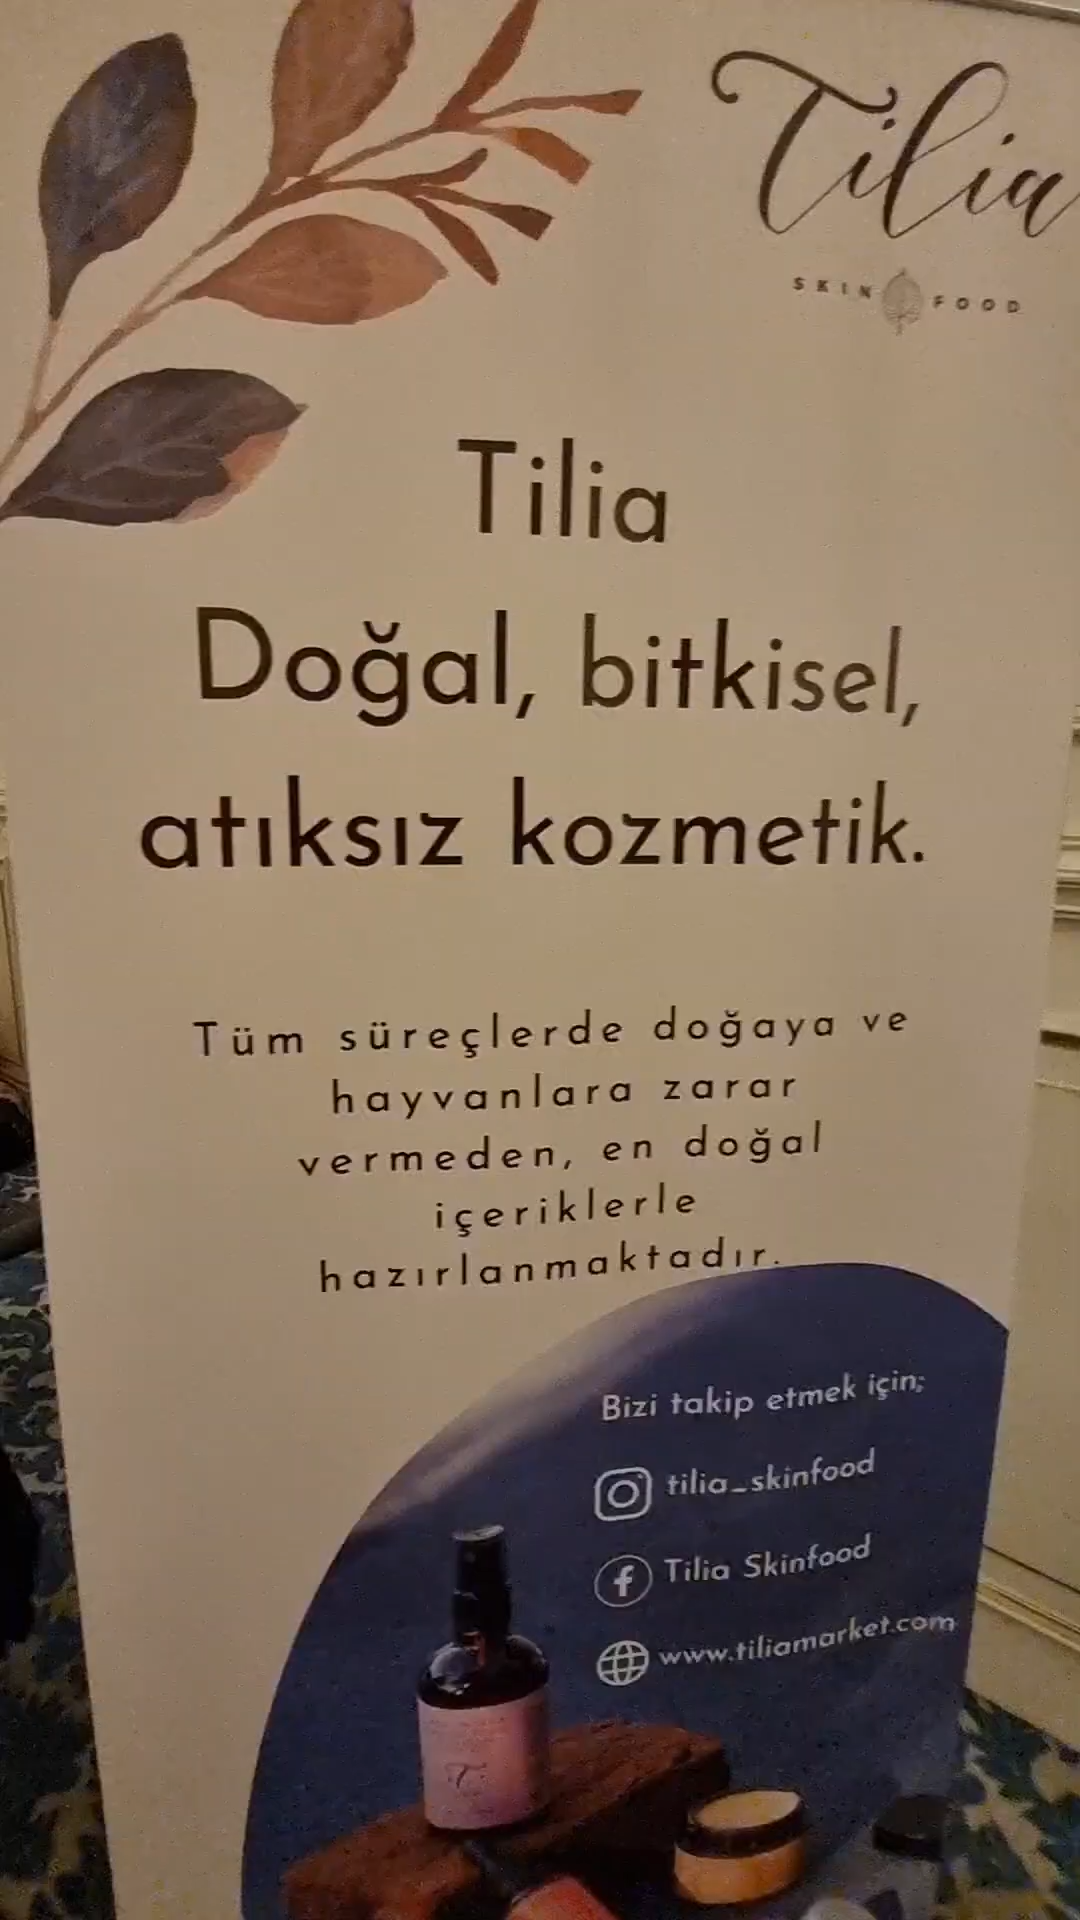 Tilia
SKIN FOOD
Tilia
Doğal, bitkisel,
atıksız kozmetik.
Tüm süreçlerde doğaya ve
hayvanlara zarar
vermeden, en doğal
içeriklerle
hazırlanmaktadır.
Bizi takip etmek için;
tilia_skinfood
Tilia Skinfood
www.tiliamarket.com